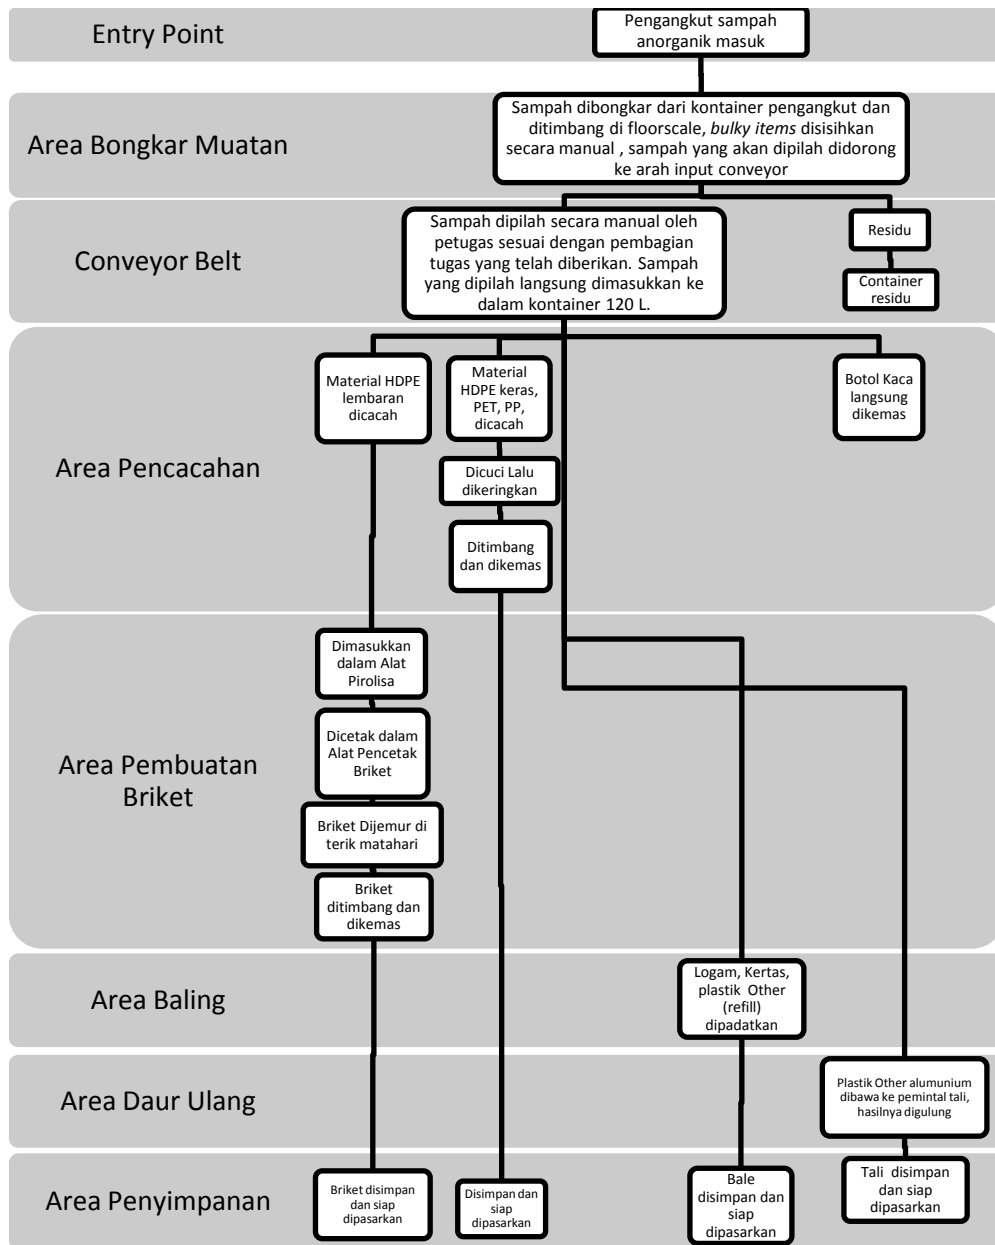 Entry Point
Pengangkut sampah
anorganik masuk
Area Bongkar Muatan
Sampah dibongkar dari kontainer pengangkut dan
ditimbang di floorscale, bulky items disisihkan
secara manual , sampah yang akan dipilah didorong
ke arah input conveyor
Conveyor Belt
Sampah dipilah secara manual oleh
petugas sesuai dengan pembagian
tugas yang telah diberikan. Sampah
yang dipilah langsung dimasukkan ke
dalam kontainer 120 L.
Residu
Container
residu
Area Pencacahan
Material HDPE
lembaran
dicacah
Material
HDPE keras,
PET, PP,
dicacah
Dicuci Lalu
dikeringkan
Ditimbang
dan dikemas
Botol Kaca
langsung
dikemas
Area Pembuatan
Briket
Dimasukkan
dalam Alat
Pirolisa
Dicetak dalam
Alat Pencetak
Briket
Briket Dijemur di
terik matahari
Briket
ditimbang dan
dikemas
Area Baling
Logam, Kertas,
plastik Other
(refill)
dipadatkan
Area Daur Ulang
Plastik Other alumunium
dibawa ke pemintal tali,
hasilnya digulung
Area Penyimpanan
Briket disimpan
dan siap
dipasarkan
Disimpan dan
siap
dipasarkan
Bale
disimpan dan
siap
dipasarkan
Tali disimpan
dan siap
dipasarkan